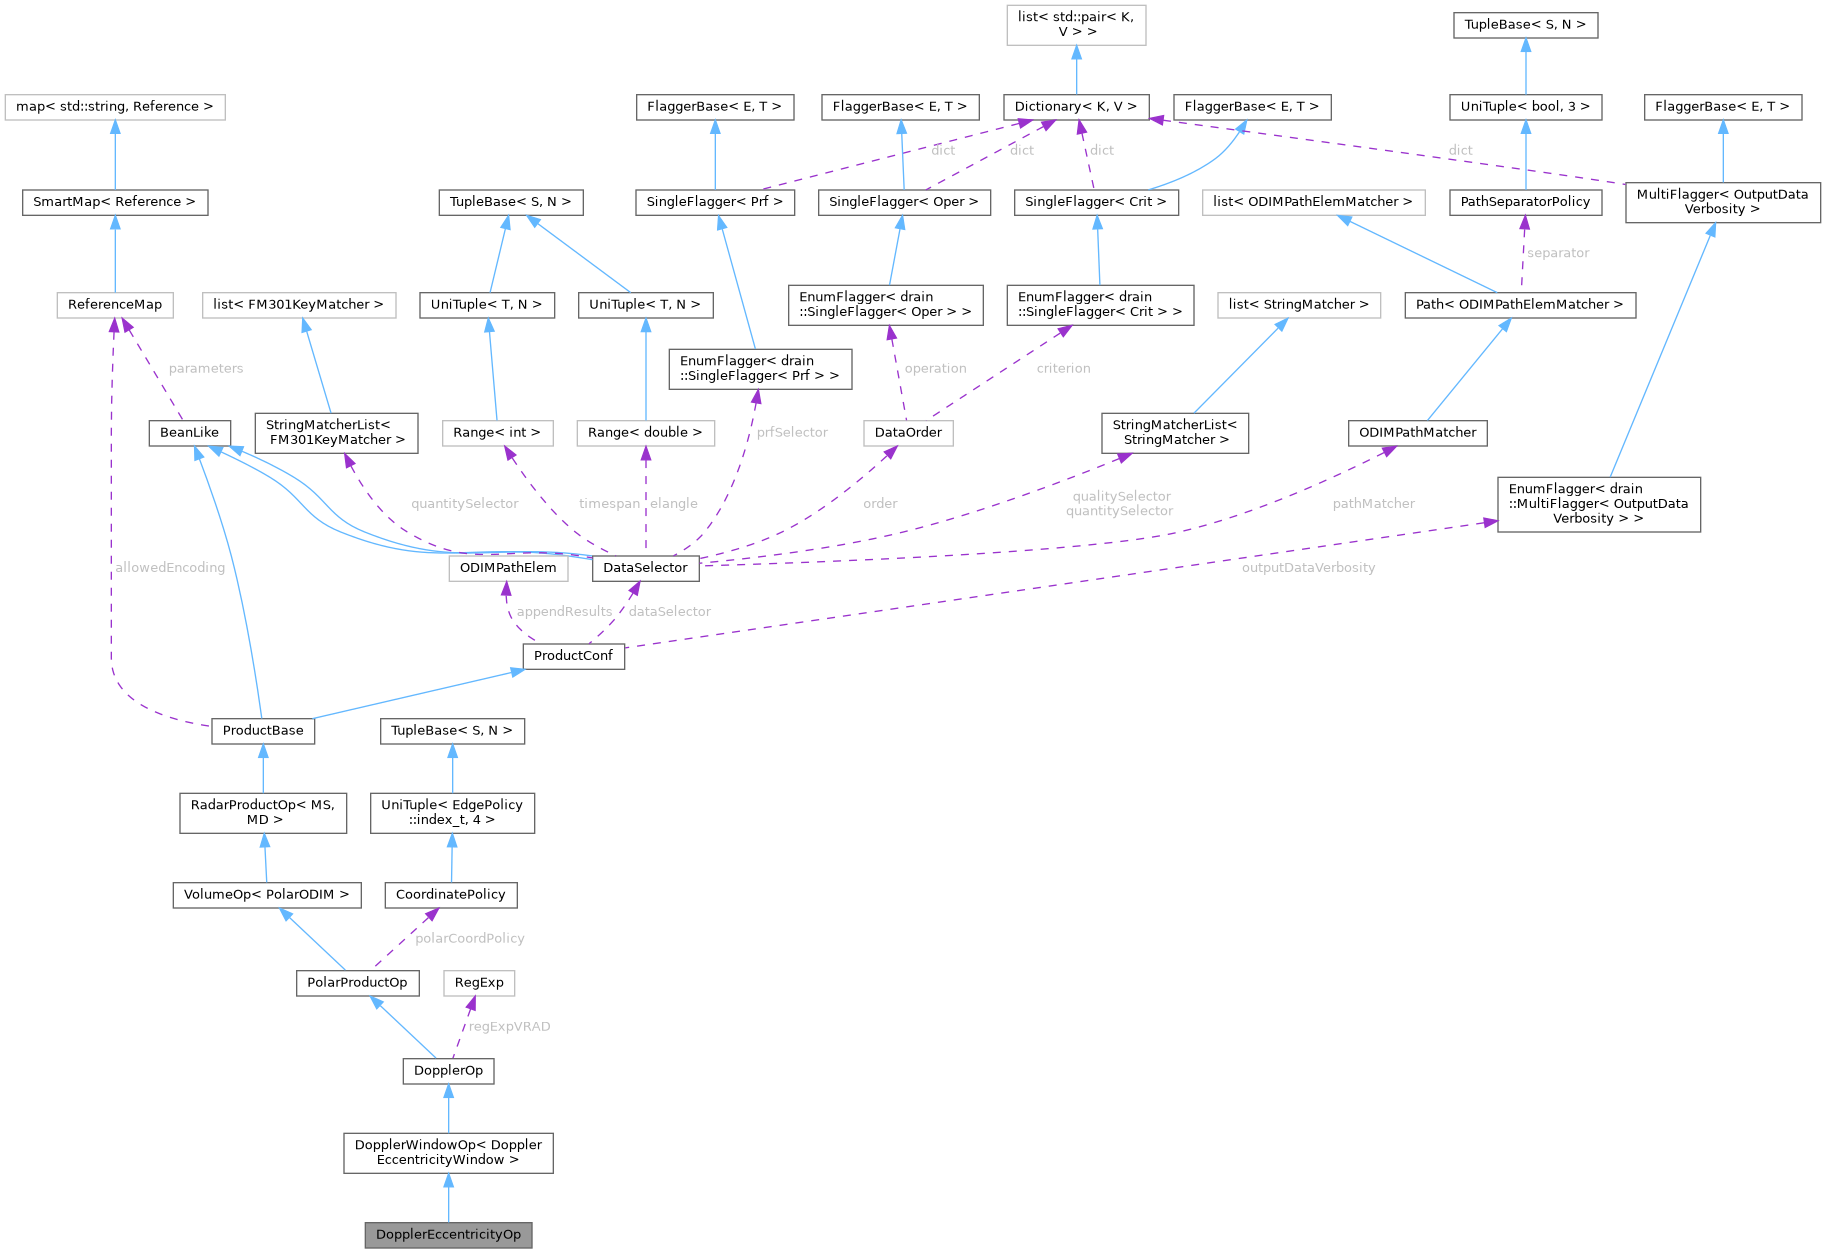 list< std::pair< K,
V > >
TupleBase< S, N >
map< std::string, Reference >
FlaggerBase< E, T >
FlaggerBase< E, T >
Dictionary< K, V >
FlaggerBase< E, T >
UniTuple< bool, 3 >
FlaggerBase< E, T >
dict
dict
dict
dict
SmartMap< Reference >
TupleBase< S, N >
SingleFlagger< Prf >
SingleFlagger< Oper >
SingleFlagger< Crit >
list< ODIMPathElemMatcher >
PathSeparatorPolicy
MultiFlagger< OutputData
Verbosity >
separator
ReferenceMap
list< FM301KeyMatcher >
UniTuple< T, N >
UniTuple< T, N >
EnumFlagger< drain
::SingleFlagger< Oper > >
EnumFlagger< drain
::SingleFlagger< Crit > >
list< StringMatcher >
Path< ODIMPathElemMatcher >
parameters
EnumFlagger< drain
::SingleFlagger< Prf > >
operation
criterion
BeanLike
StringMatcherList<
FM301KeyMatcher >
Range< int >
Range< double >
prfSelector
DataOrder
StringMatcherList<
StringMatcher >
ODIMPathMatcher
quantitySelector
timespan
elangle
order
qualitySelector
quantitySelector
pathMatcher
EnumFlagger< drain
::MultiFlagger< OutputData
Verbosity > >
allowedEncoding
ODIMPathElem
DataSelector
outputDataVerbosity
appendResults
dataSelector
ProductConf
ProductBase
TupleBase< S, N >
RadarProductOp< MS,
MD >
UniTuple< EdgePolicy
::index_t, 4 >
VolumeOp< PolarODIM >
CoordinatePolicy
polarCoordPolicy
PolarProductOp
RegExp
regExpVRAD
DopplerOp
DopplerWindowOp< Doppler
EccentricityWindow >
DopplerEccentricityOp